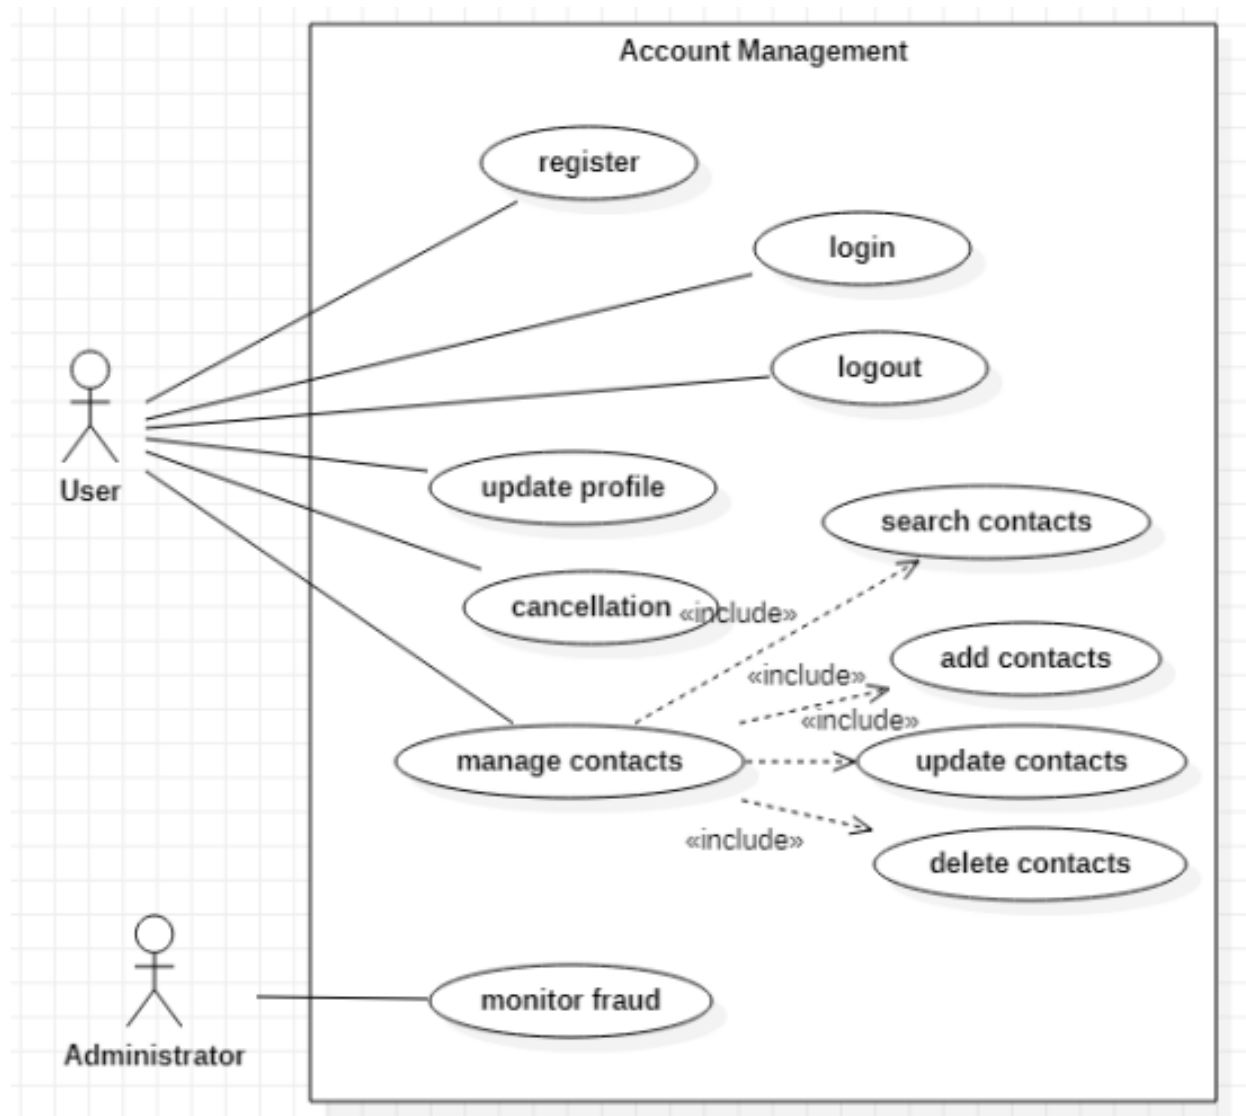 Account Management
register
login
logout
User
update profile
search contacts
cancellation
«include»
add contacts
«include»
«include»
manage contacts
update contacts
«include»
delete contacts
monitor fraud
Administrator